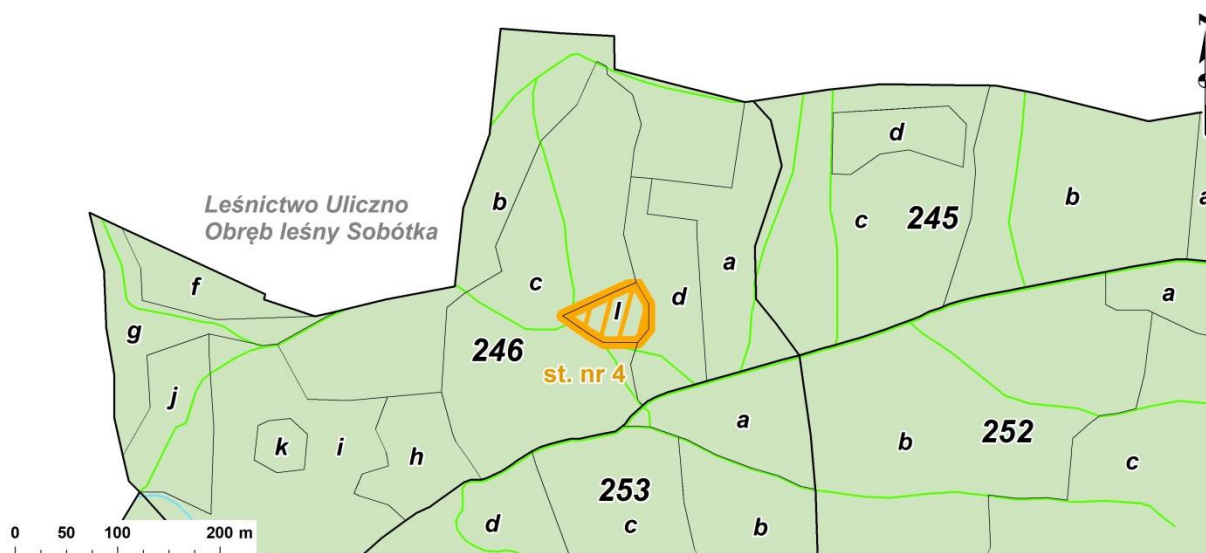 d
b
a
b
Leśnictwo Uliczno
Obręb leśny Sobótka
c
245
a
f
c
d
a
l
g
246
st. nr 4
j
a
b
252
k
i
h
c
253
d
c
b
0 50 100 200 m